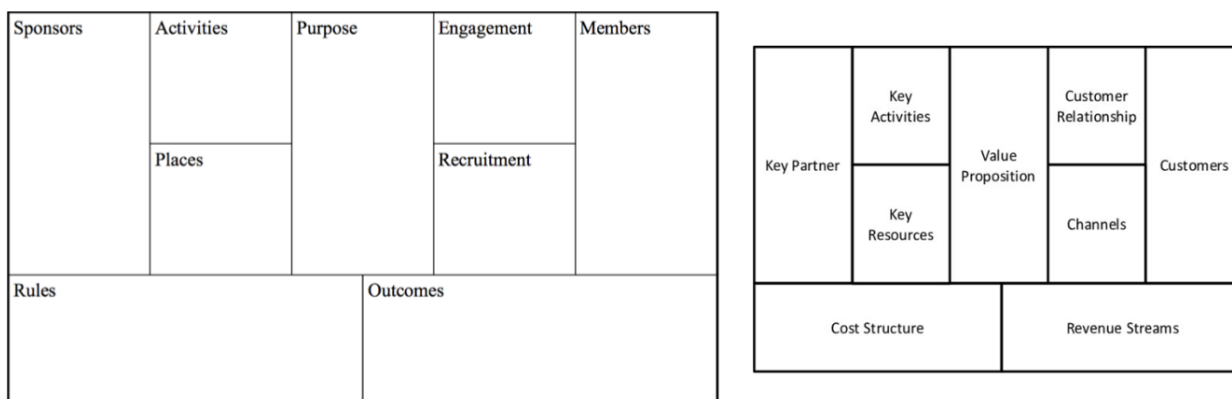 Sponsors
Activities
Purpose
Engagement
Members
Places
Recruitment
Rules
Outcomes
Key Partner
Key
Activities
Key
Resources
Value
Proposition
Customer
Relationship
Channels
Customers
Cost Structure
Revenue Streams